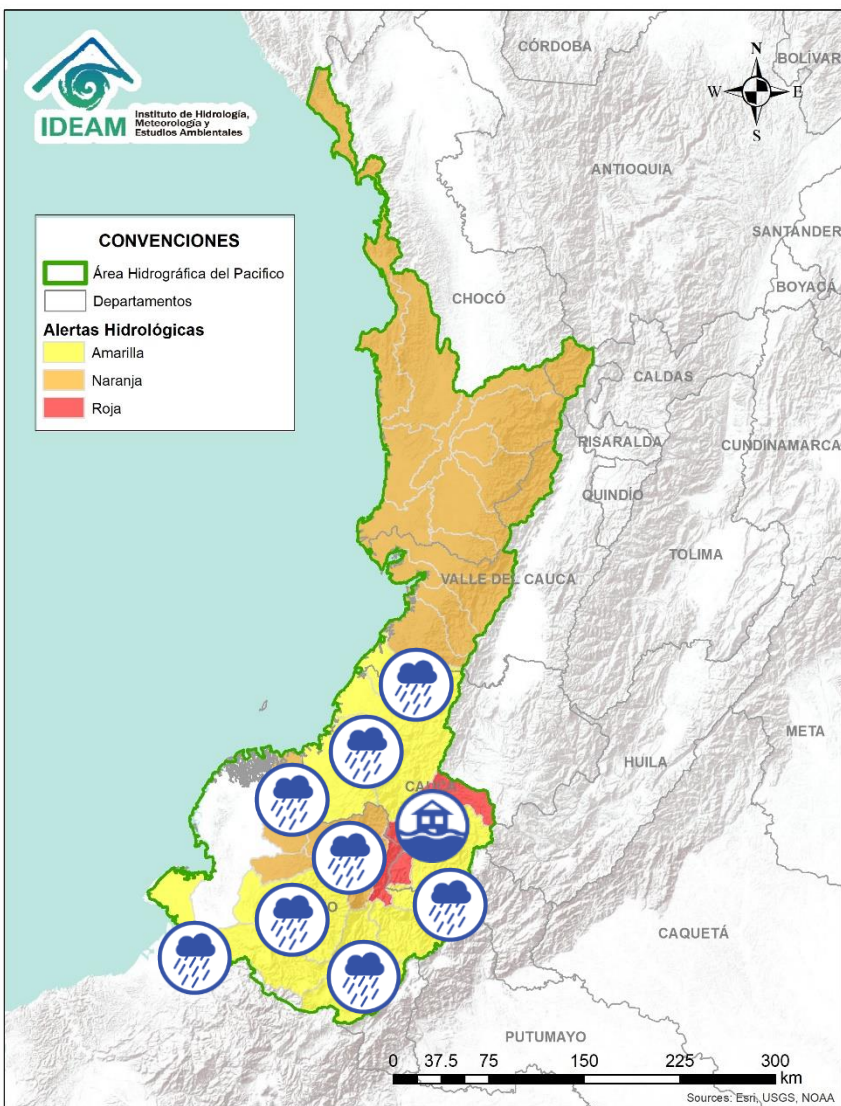 IDEAM
Instituto de Hidrología,
Meteorología y
Estudios Ambientales
CÓRDOBA
BOLÍVAR
N
W
E
S
ANTIOQUIA
SANTANDER
BOYACÁ
CONVENCIONES
Área Hidrográfica del Pacifico
Departamentos
Alertas Hidrológicas
Amarilla
Naranja
Roja
CHOCÓ
CALDAS
RISARALDA
CUNDINAMARCA
QUINDÍO
TOLIMA
VALLE DEL CAUCA
META
HUILA
CAQUETÁ
PUTUMAYO
0 37.5 75 150 225 300
km
Sources: Esri, USGS, NOAA